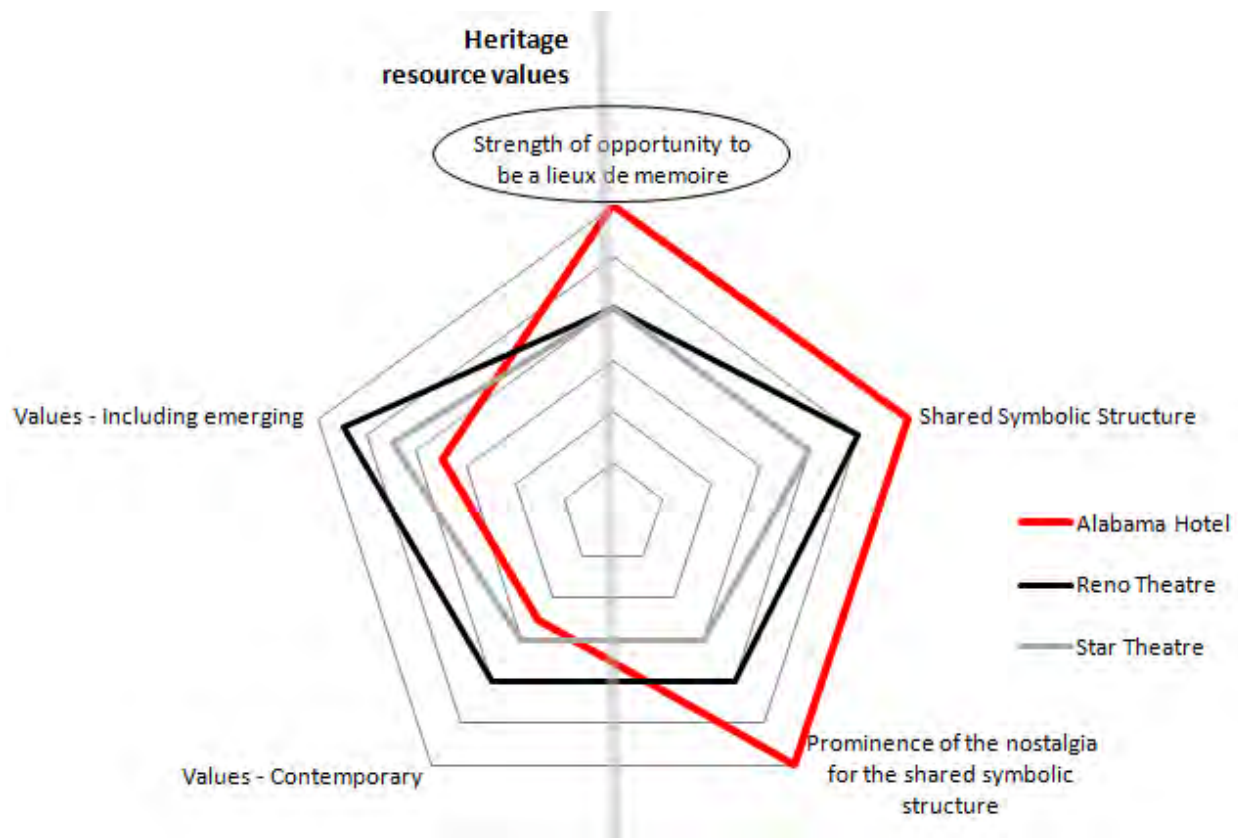 Heritage
resource values
Strength of opportunity to
be a lieux de memoire
Values - Including emerging
Shared Symbolic Structure
Alabama Hotel
Reno Theatre
Star Theatre
Prominence of the nostalgia
for the shared symbolic
structure
Values - Contemporary